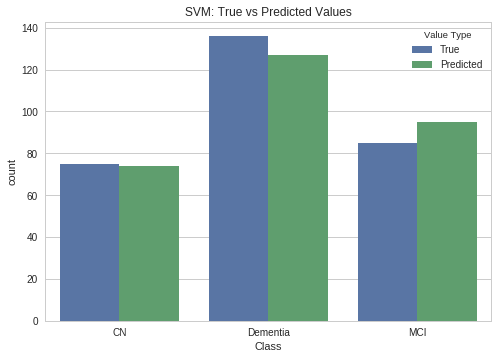 SVM: True vs Predicted Values
Value Type
True
Predicted
count
140
120
100
80
60
40
20
0
CN
Dementia
MCI
Class